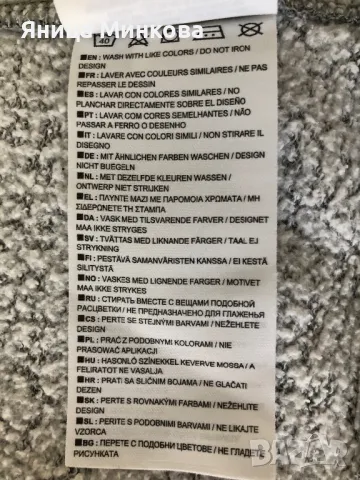 Яница Минкова
40
■ EN: WASH WITH LIKE COLORS / DO NOT IRON
DESIGN
■ FR: LAVER AVEC COULEURS SIMILAIRES / NE PAS
REPASSER LE DESSIN
■ ES: LAVAR CON COLORES SIMILARES / NO
PLANCHAR DIRECTAMENTE SOBRE EL DISEÑO
■ PT: LAVAR COM CORES SEMELHANTES / NÃO
PASSAR A FERRO O DESENHO
■ IT: LAVARE CON COLORI SIMILI / NON STIRARE IL
DISEGNO
■ DE: MIT ÄHNLICHEN FARBEN WASCHEN / DESIGN
NICHT BUEGELN
■ NL: MET DEZELFDE KLEUREN WASSEN /
ONTWERP NIET STRIJKEN
■ EL: ΠΛΥΝΤΕ ΜΑΖΙ ΜΕ ΠΑΡΟΜΟΙΑ ΧΡΩΜΑΤΑ / ΜΗ
ΣΙΔΕΡΩΝΕΤΕ ΤΗ ΣΤΑΜΠΑ
■ DA: VASK MED TILSVARENDE FARVER / DESIGNET
MAA IKKE STRYGES
■ SV: TVÄTTAS MED LIKNANDE FÄRGER / TAAL EJ
STRYKNING
■ FI: PESTÄVÄ SAMANVÄRISTEN KANSSA / EI KESTÄ
SILITYSTÄ
■ NO: VASKES MED LIGNENDE FARGER / MOTIVET
MAA IKKE STRYKES
■ RU: СТИРАТЬ ВМЕСТЕ С ВЕЩАМИ ПОДОБНОЙ
РАСЦВЕТКИ / НЕ ПРЕДНАЗНАЧЕНО ДЛЯ ГЛАЖЕНЬЯ
■ CS: PERTE SE STEJNÝMI BARVAMI / NEŽEHLETE
DESIGN
■ PL: PRAĆ Z PODOBNYMI KOLORAMI / NIE
PRASOWAĆ APLIKACJI
■ HU: HASONLÓ SZÍNEKKEL KEVERVE MOSSA / A
FELIRATOT NE VASALJA
■ HR: PRATI SA SLIČNIM BOJAMA / NE GLAČATI
DEZEN
■ SK: PERTE S ROVNAKÝMI FARBAMI / NEŽEHLITE
DESIGN
■ SL: PERITE S PODOBNIMI BARVAMI / NE LIKAJTE
VZORCA
■ BG: ПЕРЕТЕ С ПОДОБНИ ЦВЕТОВЕ / НЕ ГЛАДЕТЕ
РИСУНКАТА